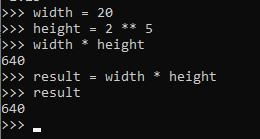 >>> width = 20
>>> height = 2 ** 5
>>> width * height
640
>>> result = width * height
>>> result
640
>>>